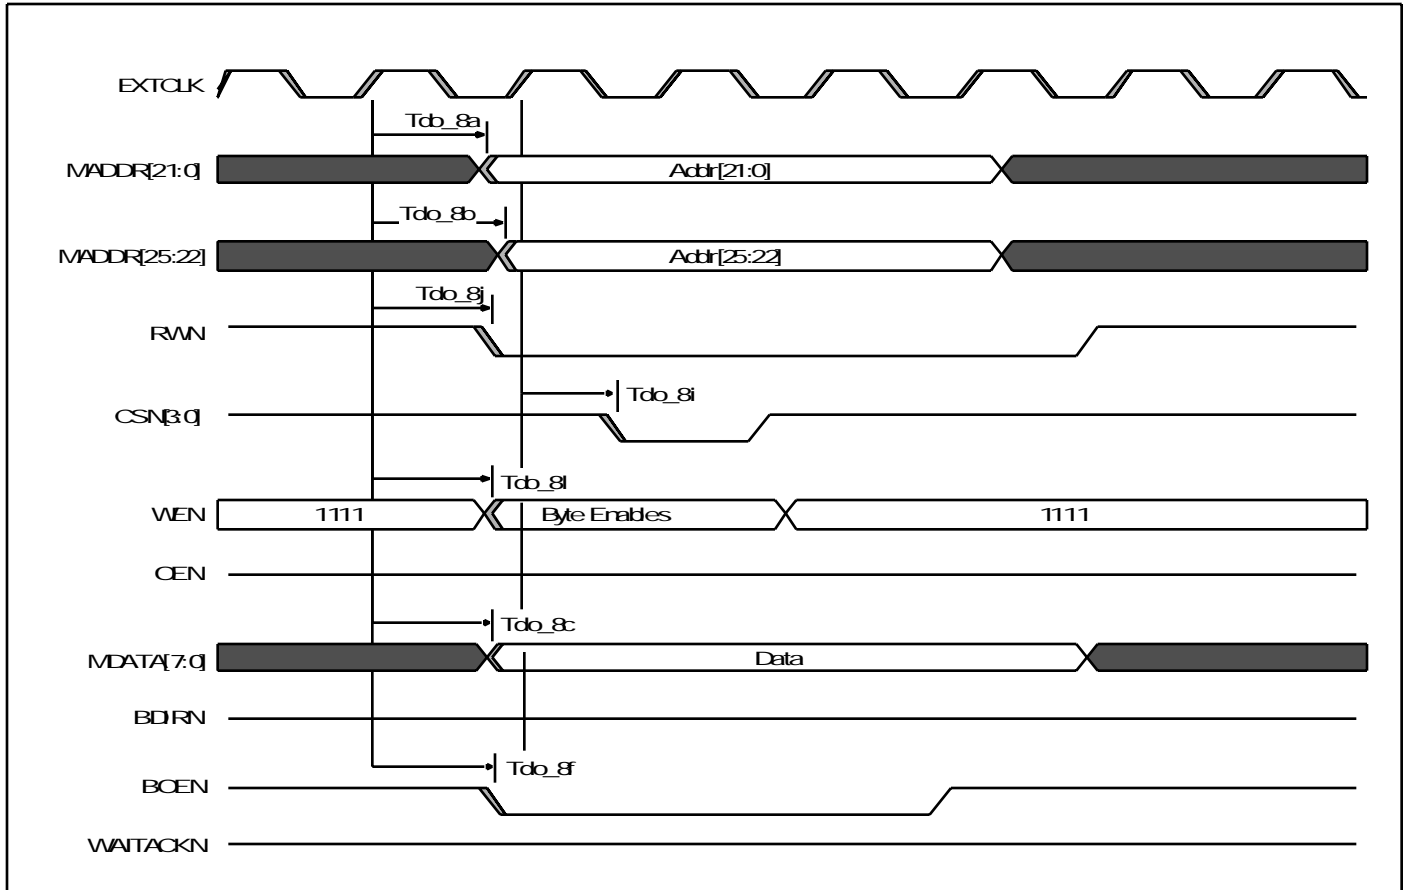 EXTCLK
Tdo_8a
MADDR[21:0] Addr[21:0]
Tdo_8b
MADDR[25:22] Addr[25:22]
Tdo_8j
RWN
Tdo_8i
CSN[3:0]
Tdo_8l
WEN 1111 Byte Enables 1111
OEN
Tdo_8c
MDATA[7:0] Data
BDIRN
Tdo_8f
BOEN
WAITACKN